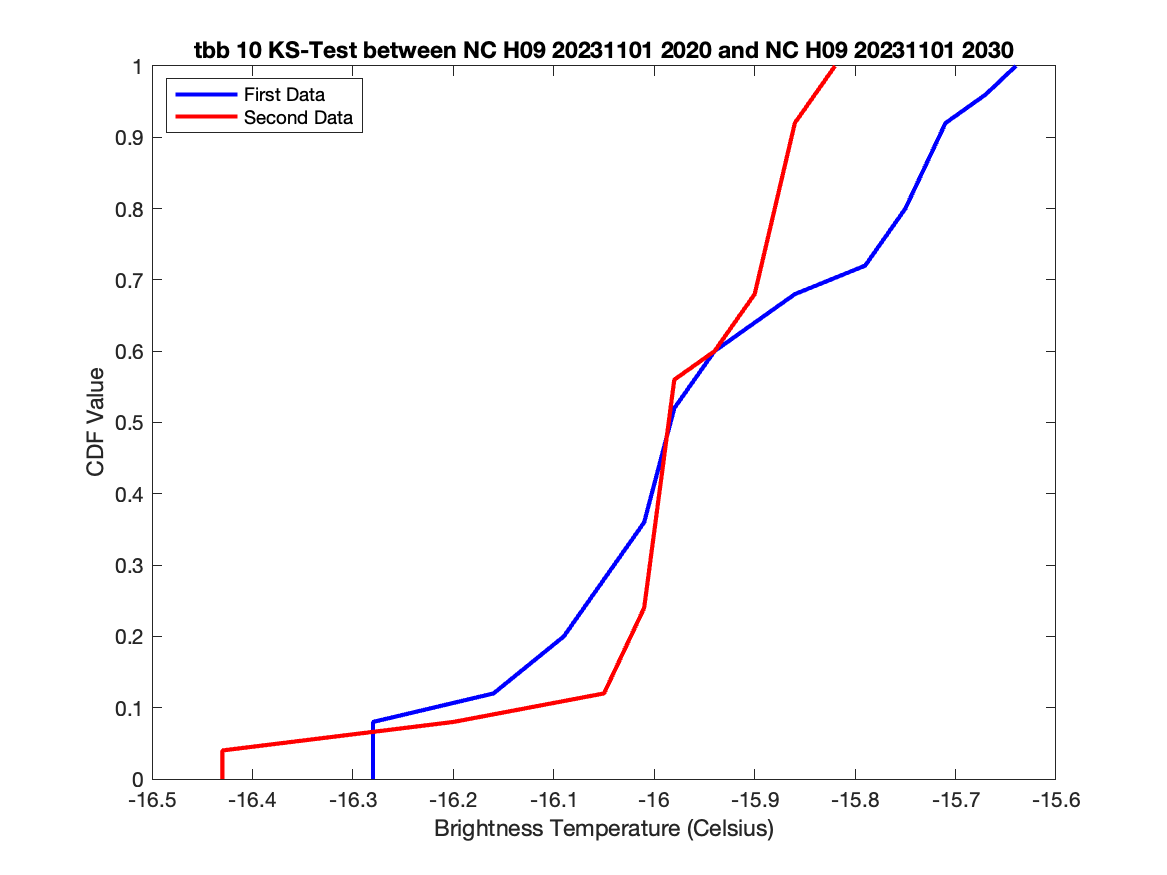 tbb 10 KS-Test between NC H09 20231101 2020 and NC H09 20231101 2030
First Data
Second Data
1
0.9
0.8
0.7
0.6
0.5
0.4
0.3
0.2
0.1
0
CDF Value
-16.5 -16.4 -16.3 -16.2 -16.1 -16 -15.9 -15.8 -15.7 -15.6
Brightness Temperature (Celsius)